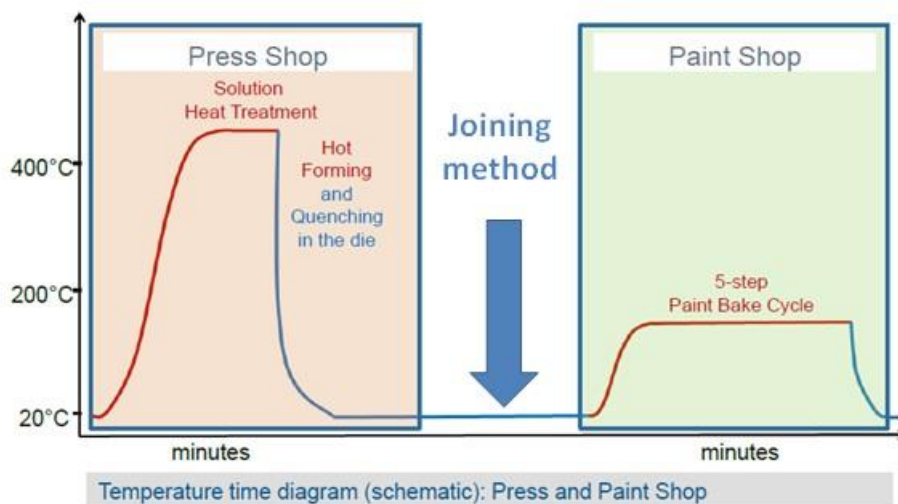 Press Shop
Solution
Heat Treatment
Hot
Forming
and
Quenching
in the die
Joining
method
Paint Shop
5-step
Paint Bake Cycle
400°C
200°C
20°C
minutes
minutes
Temperature time diagram (schematic): Press and Paint Shop